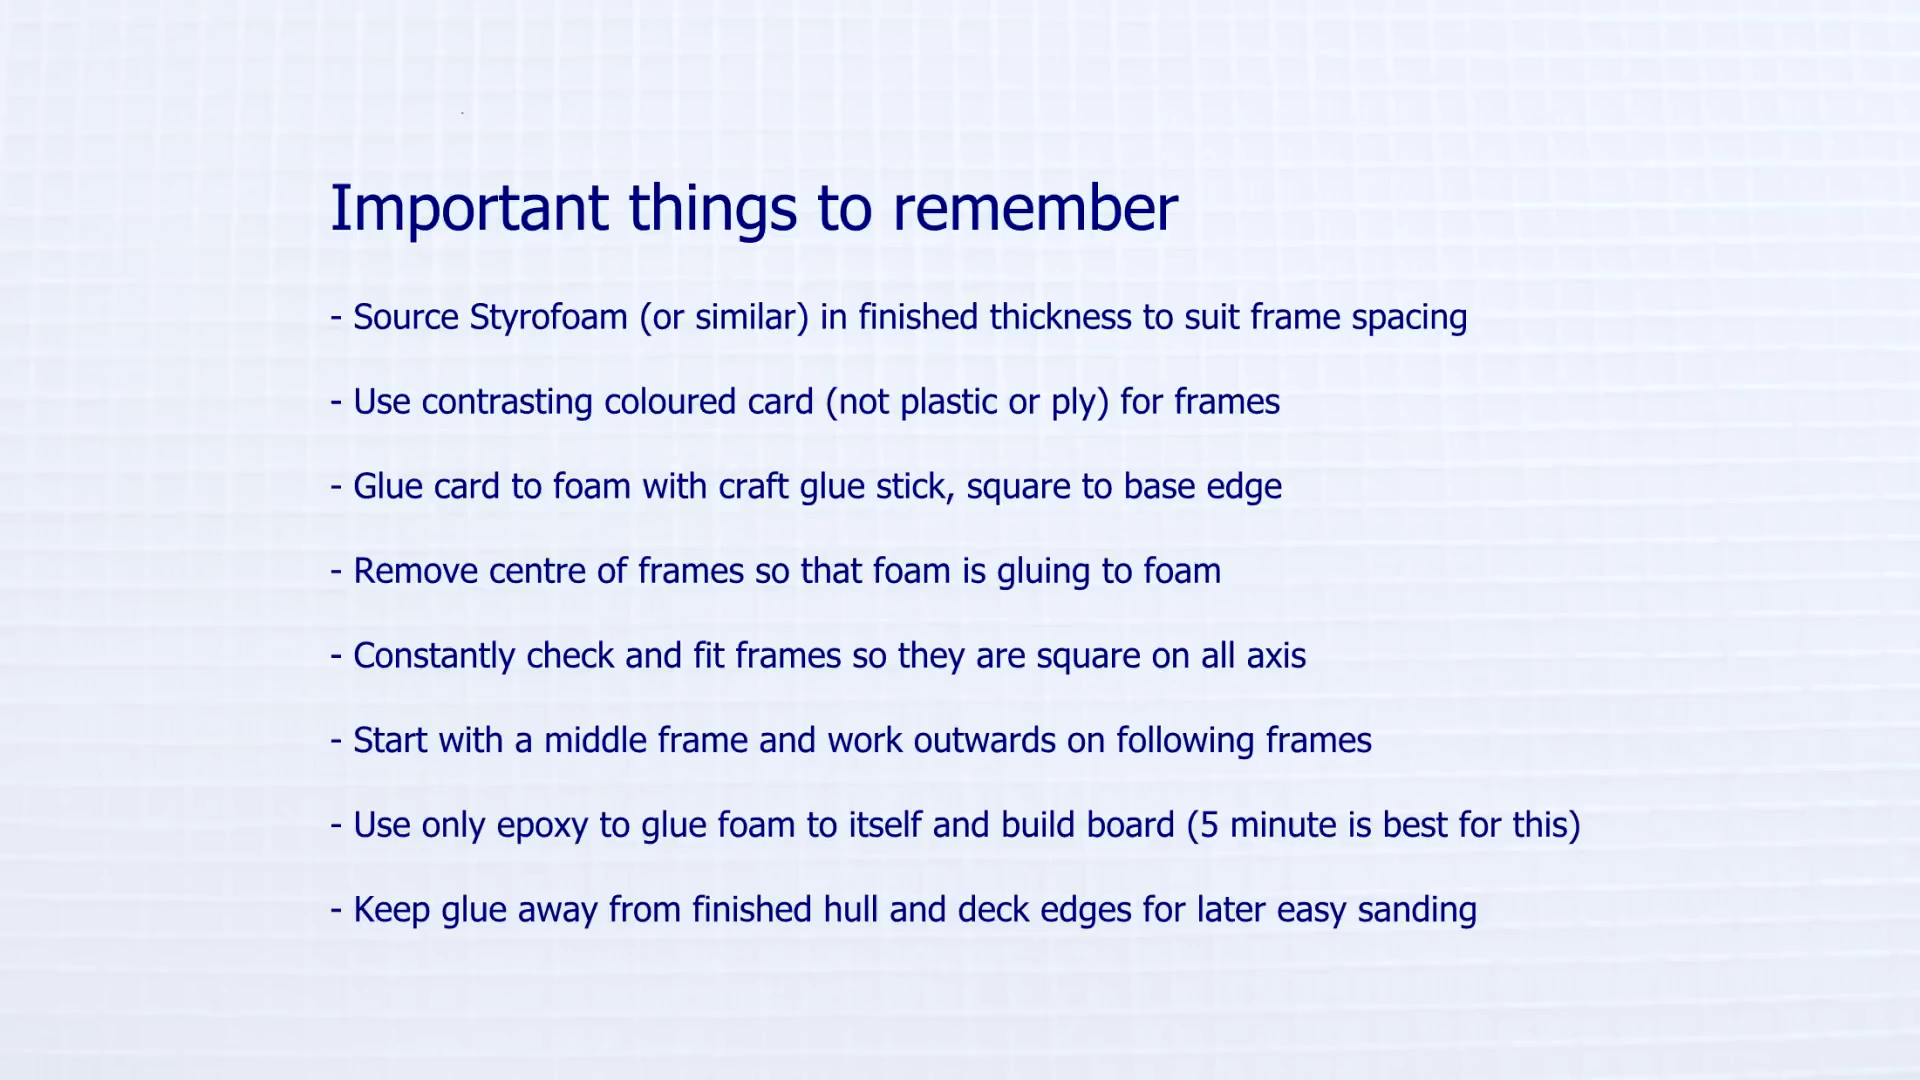 Important things to remember
- Source Styrofoam (or similar) in finished thickness to suit frame spacing
- Use contrasting coloured card (not plastic or ply) for frames
- Glue card to foam with craft glue stick, square to base edge
- Remove centre of frames so that foam is gluing to foam
- Constantly check and fit frames so they are square on all axis
- Start with a middle frame and work outwards on following frames
- Use only epoxy to glue foam to itself and build board (5 minute is best for this)
- Keep glue away from finished hull and deck edges for later easy sanding